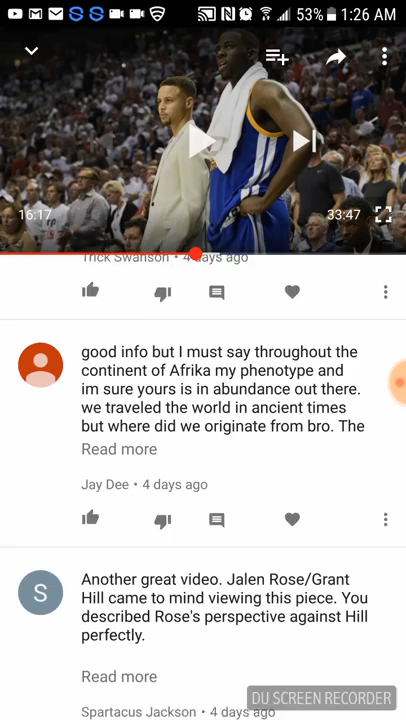 53% 1:26 AM
16:17
33:47
Trick Swanson • 4 days ago
good info but I must say throughout the
continent of Afrika my phenotype and
im sure yours is in abundance out there.
we traveled the world in ancient times
but where did we originate from bro. The
Read more
Jay Dee • 4 days ago
S
Another great video. Jalen Rose/Grant
Hill came to mind viewing this piece. You
described Rose's perspective against Hill
perfectly.
Read more
DU SCREEN RECORDER
Spartacus Jackson • 4 days ago